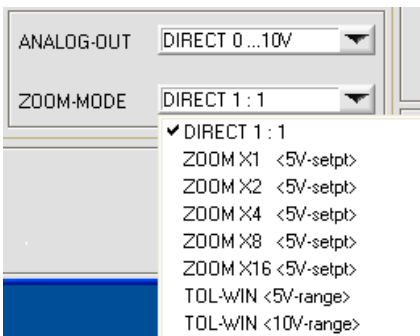 ANALOG-OUT DIRECT 0 ...10V
ZOOM-MODE DIRECT 1 : 1
✔ DIRECT 1 : 1
ZOOM X1 <5V-setpt>
ZOOM X2 <5V-setpt>
ZOOM X4 <5V-setpt>
ZOOM X8 <5V-setpt>
ZOOM X16 <5V-setpt>
TOL-WIN <5V-range>
TOL-WIN <10V-range>